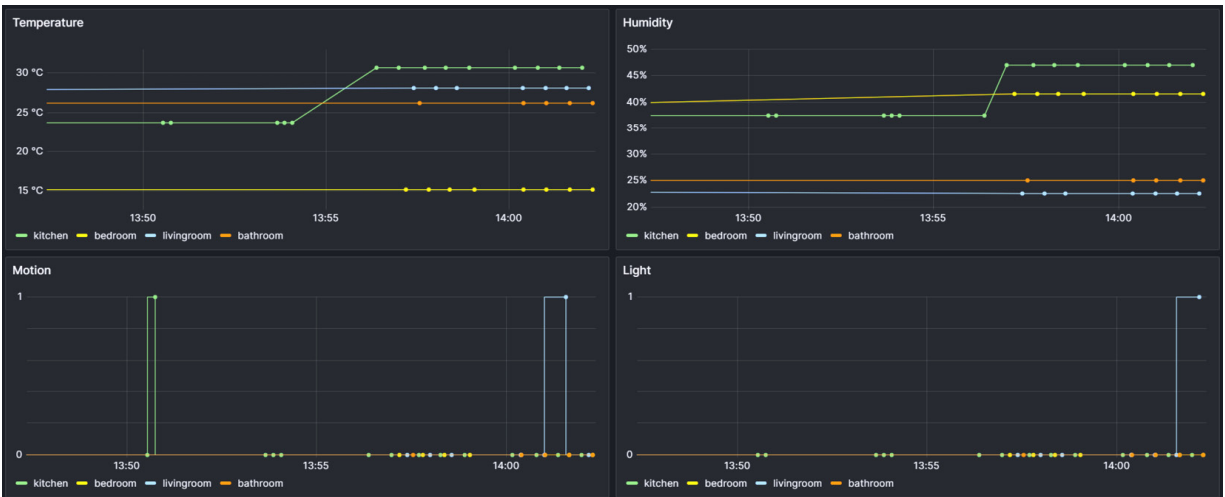 Temperature
30 °C
25 °C
20 °C
15 °C
13:50 13:55 14:00
kitchen bedroom livingroom bathroom
Humidity
50%
45%
40%
35%
30%
25%
20%
13:50 13:55 14:00
kitchen bedroom livingroom bathroom
Motion
1
0
13:50 13:55 14:00
kitchen bedroom livingroom bathroom
Light
1
0
13:50 13:55 14:00
kitchen bedroom livingroom bathroom